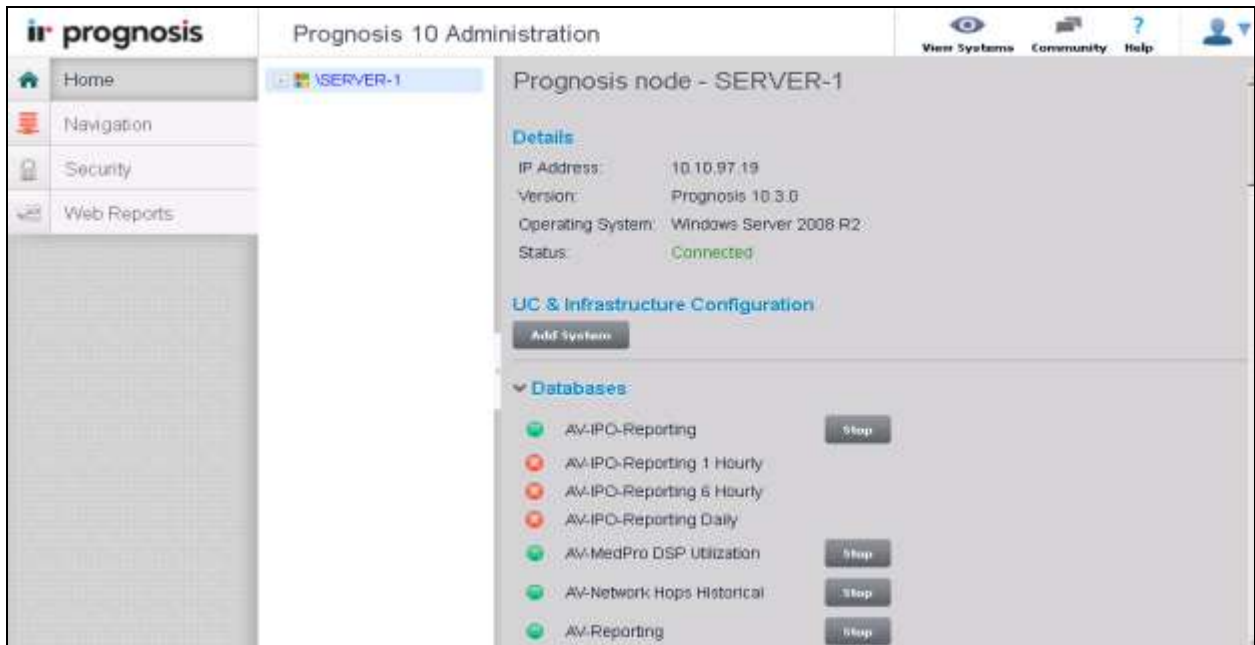 ir prognosis
Prognosis 10 Administration
View Systems
Community
Help
Home
Navigation
Security
Web Reports
\SERVER-1
Prognosis node - SERVER-1
Details
IP Address: 10.10.97.19
Version: Prognosis 10.3.0
Operating System: Windows Server 2008 R2
Status: Connected
UC & Infrastructure Configuration
Add System
Databases
AV-IPO-Reporting Stop
AV-IPO-Reporting 1 Hourly
AV-IPO-Reporting 6 Hourly
AV-IPO-Reporting Daily
AV-MedPro DSP Utilization Stop
AV-Network Hops Historical Stop
AV-Reporting Stop